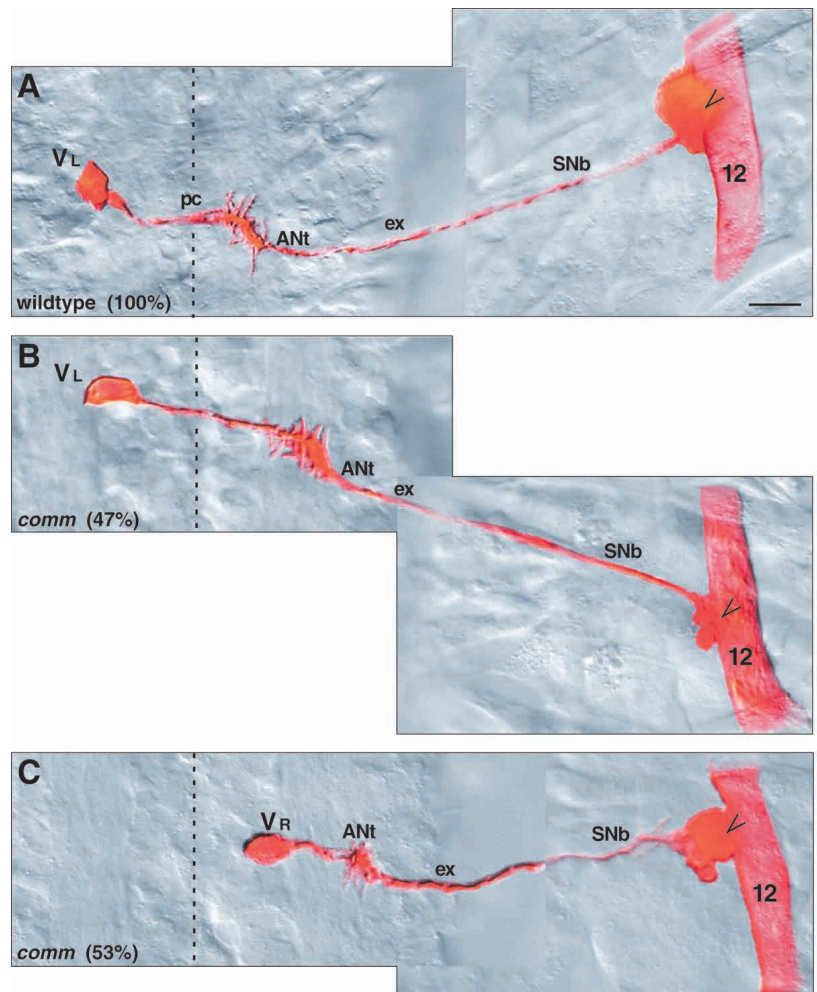 A
VL
pc
ANt
ex
SNb
12
wildtype (100%)
B
VL
ANt
ex
SNb
12
comm (47%)
C
VR
ANt
ex
SNb
12
comm (53%)